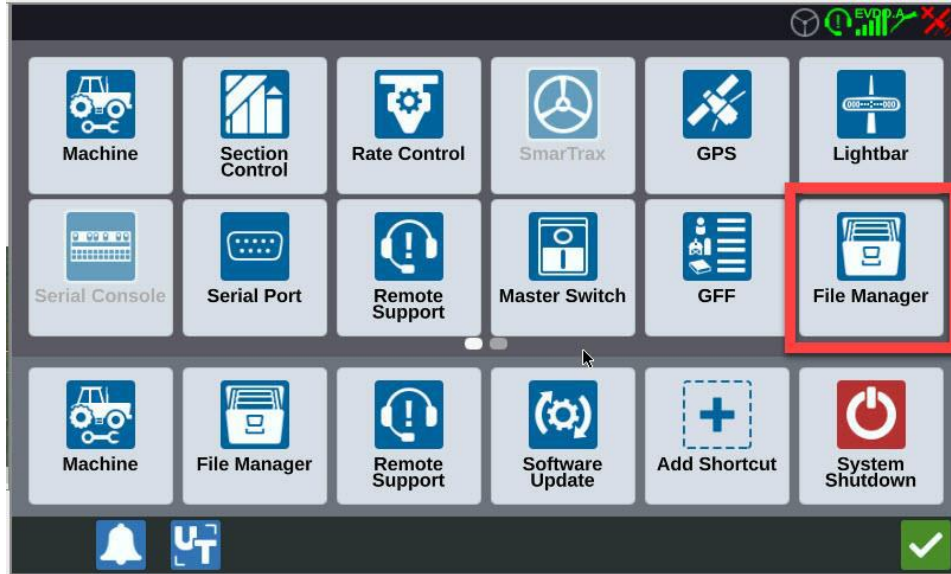 EVDO.A
Machine
Section
Control
Rate Control
SmarTrax
GPS
Lightbar
Serial Console
Serial Port
Remote
Support
Master Switch
GFF
File Manager
Machine
File Manager
Remote
Support
Software
Update
Add Shortcut
System
Shutdown
UT